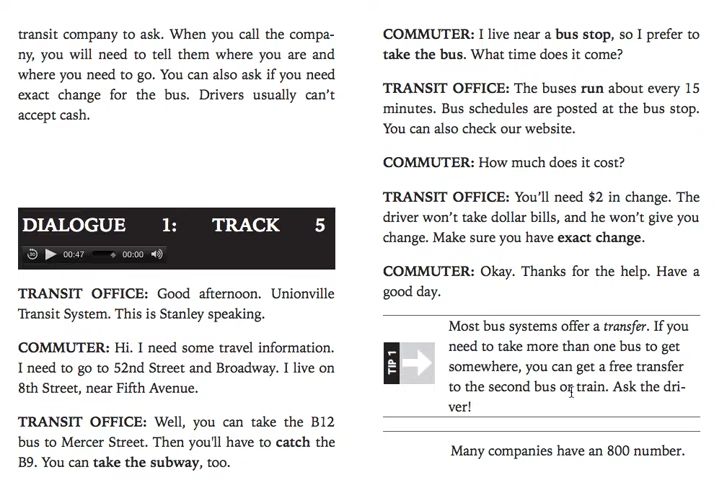 transit company to ask. When you call the compa-
ny, you will need to tell them where you are and
where you need to go. You can also ask if you need
exact change for the bus. Drivers usually can't
accept cash.
DIALOGUE 1: TRACK 5
30 00:47 00:00
TRANSIT OFFICE: Good afternoon. Unionville
Transit System. This is Stanley speaking.
COMMUTER: Hi. I need some travel information.
I need to go to 52nd Street and Broadway. I live on
8th Street, near Fifth Avenue.
TRANSIT OFFICE: Well, you can take the B12
bus to Mercer Street. Then you'll have to catch the
B9. You can take the subway, too.
COMMUTER: I live near a bus stop, so I prefer to
take the bus. What time does it come?
TRANSIT OFFICE: The buses run about every 15
minutes. Bus schedules are posted at the bus stop.
You can also check our website.
COMMUTER: How much does it cost?
TRANSIT OFFICE: You'll need $2 in change. The
driver won't take dollar bills, and he won't give you
change. Make sure you have exact change.
COMMUTER: Okay. Thanks for the help. Have a
good day.
TIP 1
Most bus systems offer a transfer. If you
need to take more than one bus to get
somewhere, you can get a free transfer
to the second bus or train. Ask the dri-
ver!
Many companies have an 800 number.